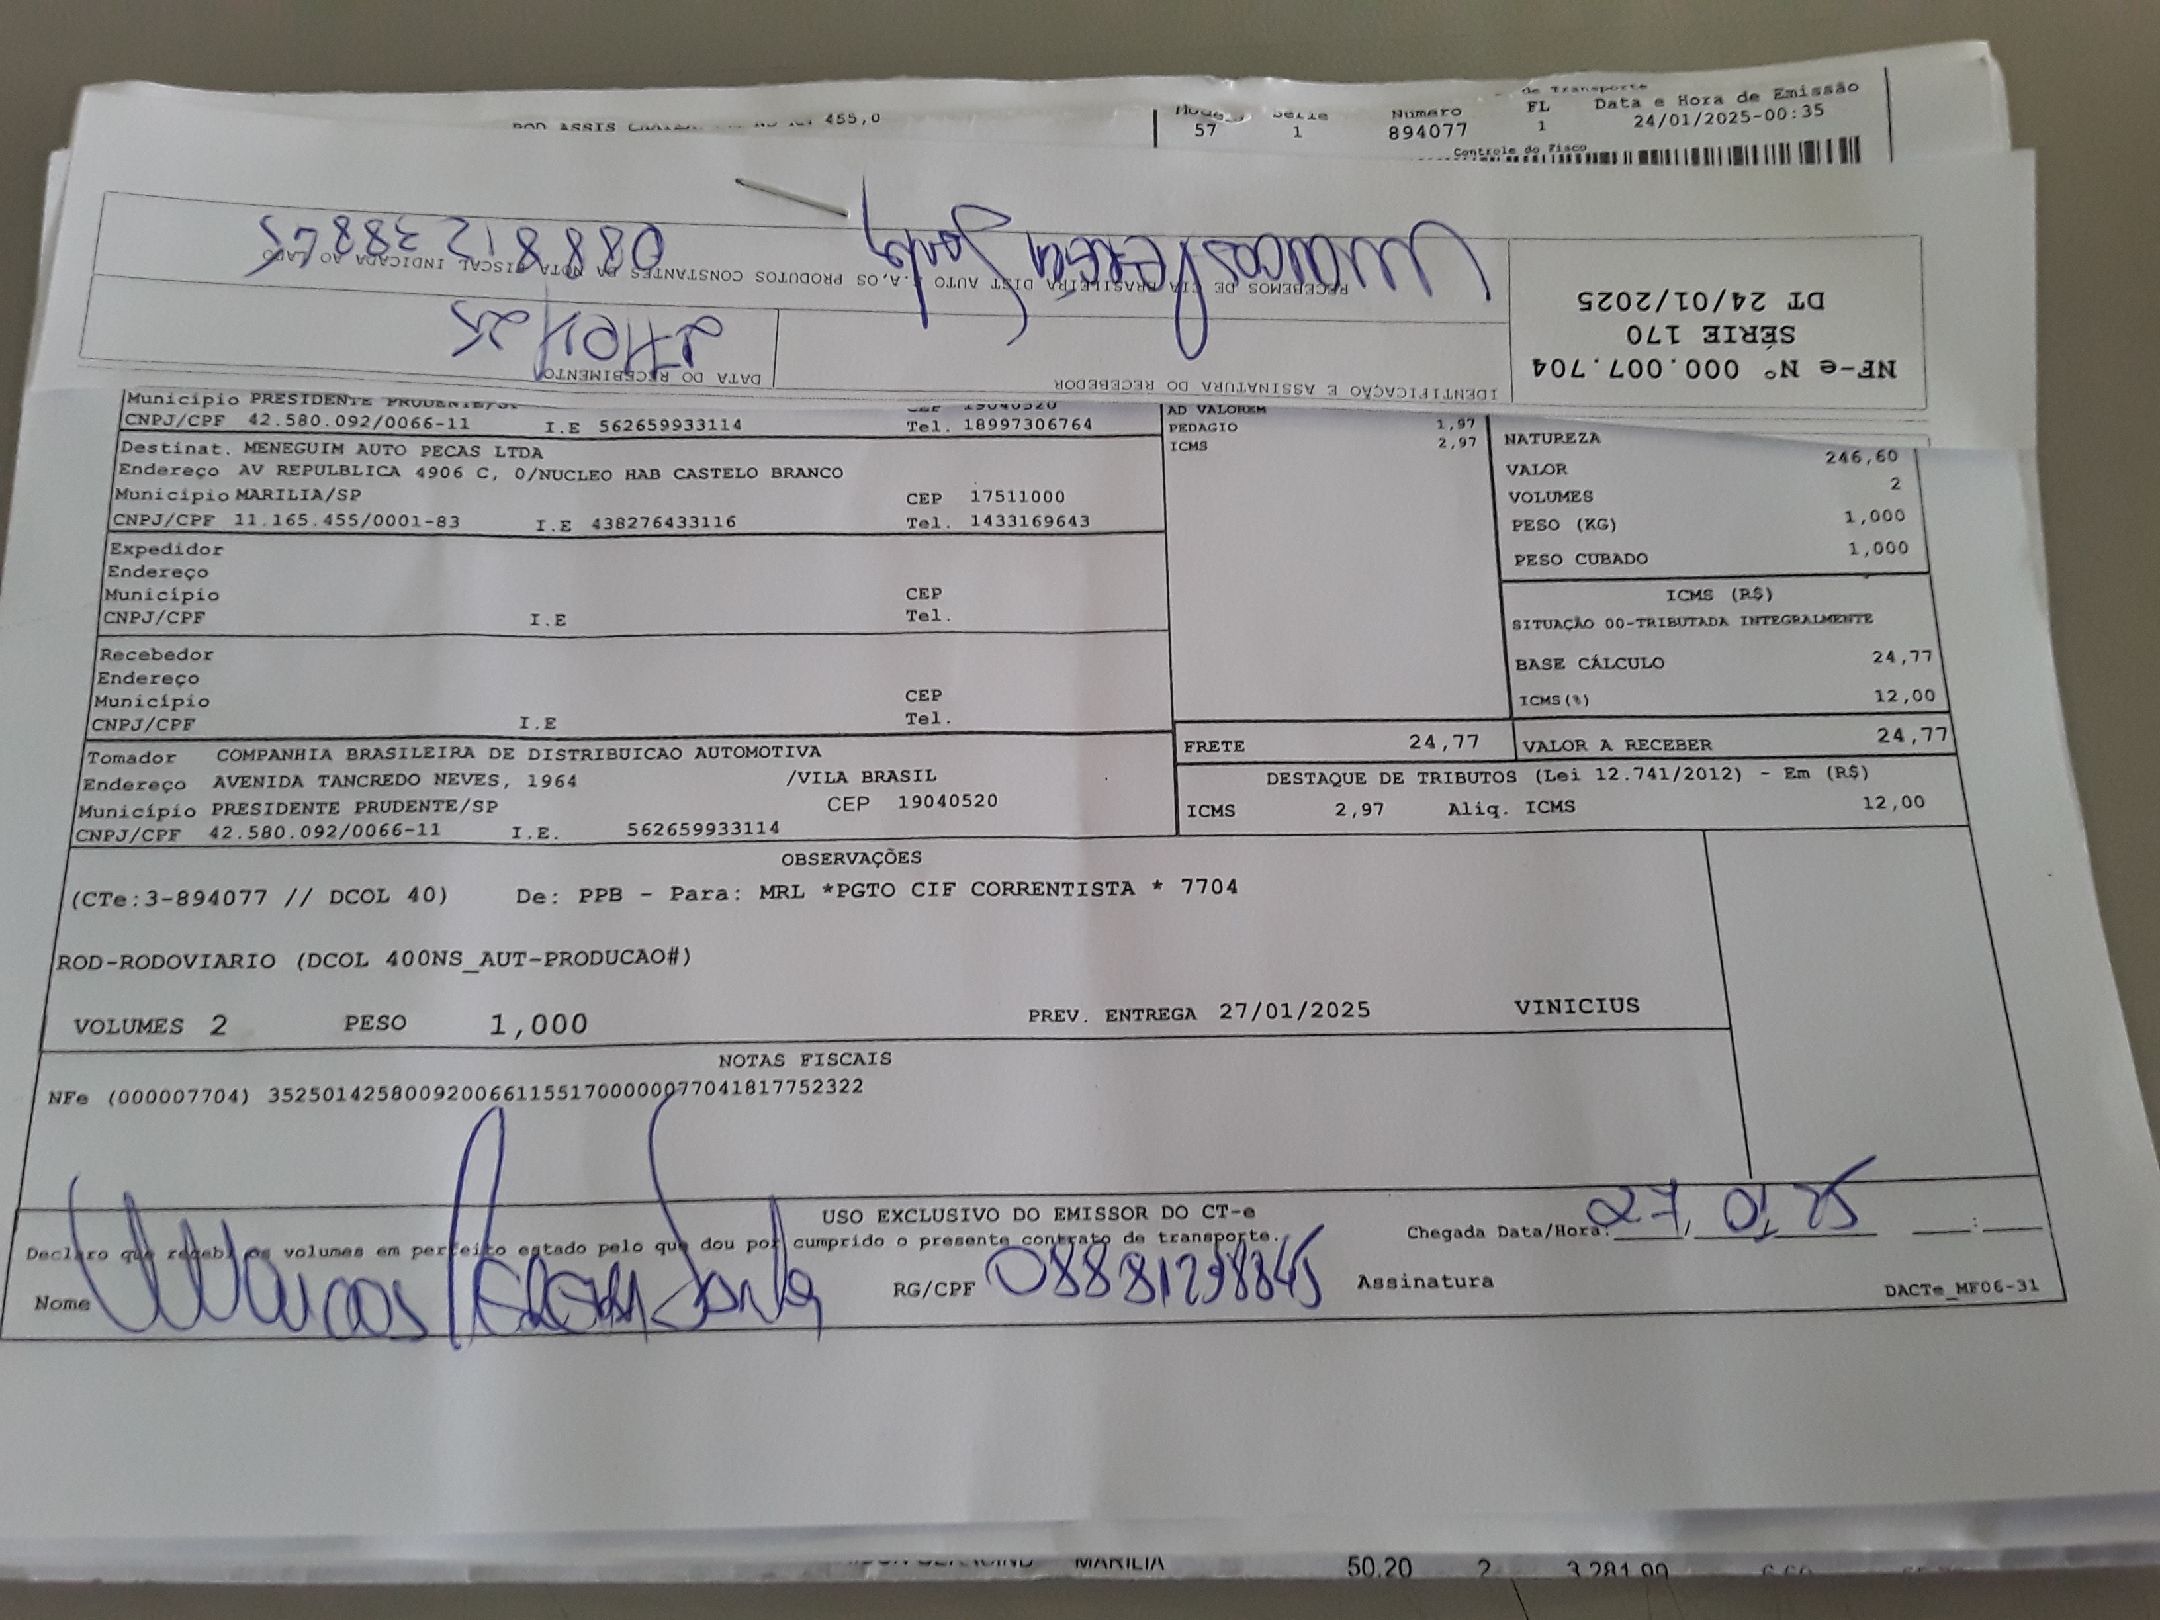 ROD ASSIS 455,0
57 Serie 1 Numero 894077 FL 1 de Transporte Data e Hora de Emissão 24/01/2025-00:35
Controle do Fisco
NF-e Nº 000.007.704
SÉRIE 170
DT 24/01/2025
IDENTIFICAÇÃO E ASSINATURA DO RECEBEDOR
DATA DO RECEBIMENTO
27/01/25
RECEBEMOS DE CIA BRASILEIRA DIST AUTO S.A,OS PRODUTOS CONSTANTES DA NOTA FISCAL INDICADA AO LADO
Marcos
Município PRESIDENTE PRUDENTE/SP CEP 19040520
CNPJ/CPF 42.580.092/0066-11 I.E 562659933114 Tel. 18997306764
Destinat. MENEGUIM AUTO PECAS LTDA
Endereço AV REPULBLICA 4906 C, 0/NUCLEO HAB CASTELO BRANCO
Município MARILIA/SP CEP 17511000
CNPJ/CPF 11.165.455/0001-83 I.E 438276433116 Tel. 1433169643
Expedidor
Endereço
Município CEP
CNPJ/CPF I.E Tel.
Recebedor
Endereço
Município CEP
CNPJ/CPF I.E Tel.
Tomador COMPANHIA BRASILEIRA DE DISTRIBUICAO AUTOMOTIVA
Endereço AVENIDA TANCREDO NEVES, 1964 /VILA BRASIL
Município PRESIDENTE PRUDENTE/SP CEP 19040520
CNPJ/CPF 42.580.092/0066-11 I.E. 562659933114
AD VALOREM
PEDAGIO 1,97
ICMS 2,97
NATUREZA
VALOR 246,60
VOLUMES 2
PESO (KG) 1,000
PESO CUBADO 1,000
ICMS (R$)
SITUAÇÃO 00-TRIBUTADA INTEGRALMENTE
BASE CÁLCULO 24,77
ICMS(%) 12,00
FRETE 24,77 VALOR A RECEBER 24,77
DESTAQUE DE TRIBUTOS (Lei 12.741/2012) - Em (R$)
ICMS 2,97 Aliq. ICMS 12,00
OBSERVAÇÕES
(CTe:3-894077 // DCOL 40) De: PPB - Para: MRL *PGTO CIF CORRENTISTA * 7704
ROD-RODOVIARIO (DCOL 400NS_AUT-PRODUCAO#)
VOLUMES 2 PESO 1,000 PREV. ENTREGA 27/01/2025 VINICIUS
NOTAS FISCAIS
NFe (000007704) 35250142580092006611551700000077041817752322
USO EXCLUSIVO DO EMISSOR DO CT-e
Declaro que recebi os volumes em perfeito estado pelo que dou por cumprido o presente contrato de transporte. Chegada Data/Hora: 27/01/25 :
Nome Marcos RG/CPF Assinatura
DACTe_MF06-31
MARILIA 50,20 2 3.281,99